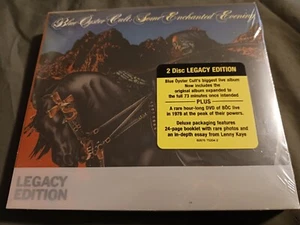 Blue Öyster Cult: Some Enchanted Evening
2 Disc LEGACY EDITION
Blue Öyster Cult's biggest live album
Now includes the
original album expanded to
the full 73 minutes once intended
PLUS
A rare hour-long DVD of BÖC live
in 1978 at the peak of their powers.
Deluxe packaging features
24-page booklet with rare photos and
an in-depth essay from Lenny Kaye
LEGACY
EDITION